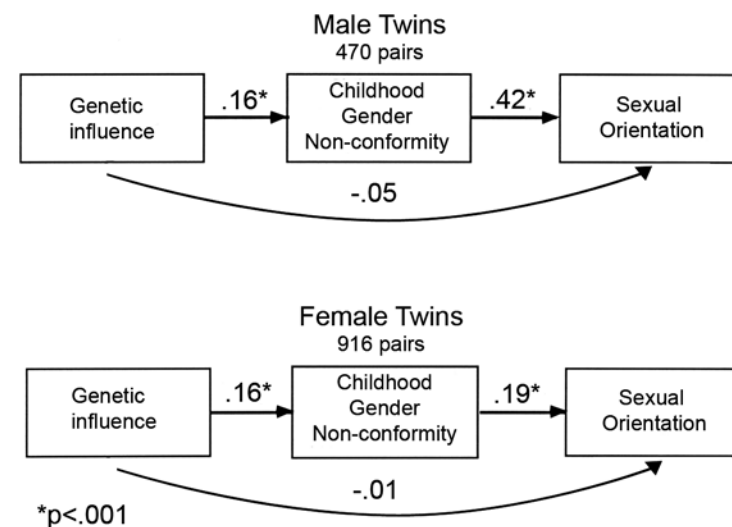 Male Twins
470 pairs
Genetic
influence
.16*
Childhood
Gender
Non-conformity
.42*
Sexual
Orientation
-.05
Female Twins
916 pairs
Genetic
influence
.16*
Childhood
Gender
Non-conformity
.19*
Sexual
Orientation
-.01
*p<.001